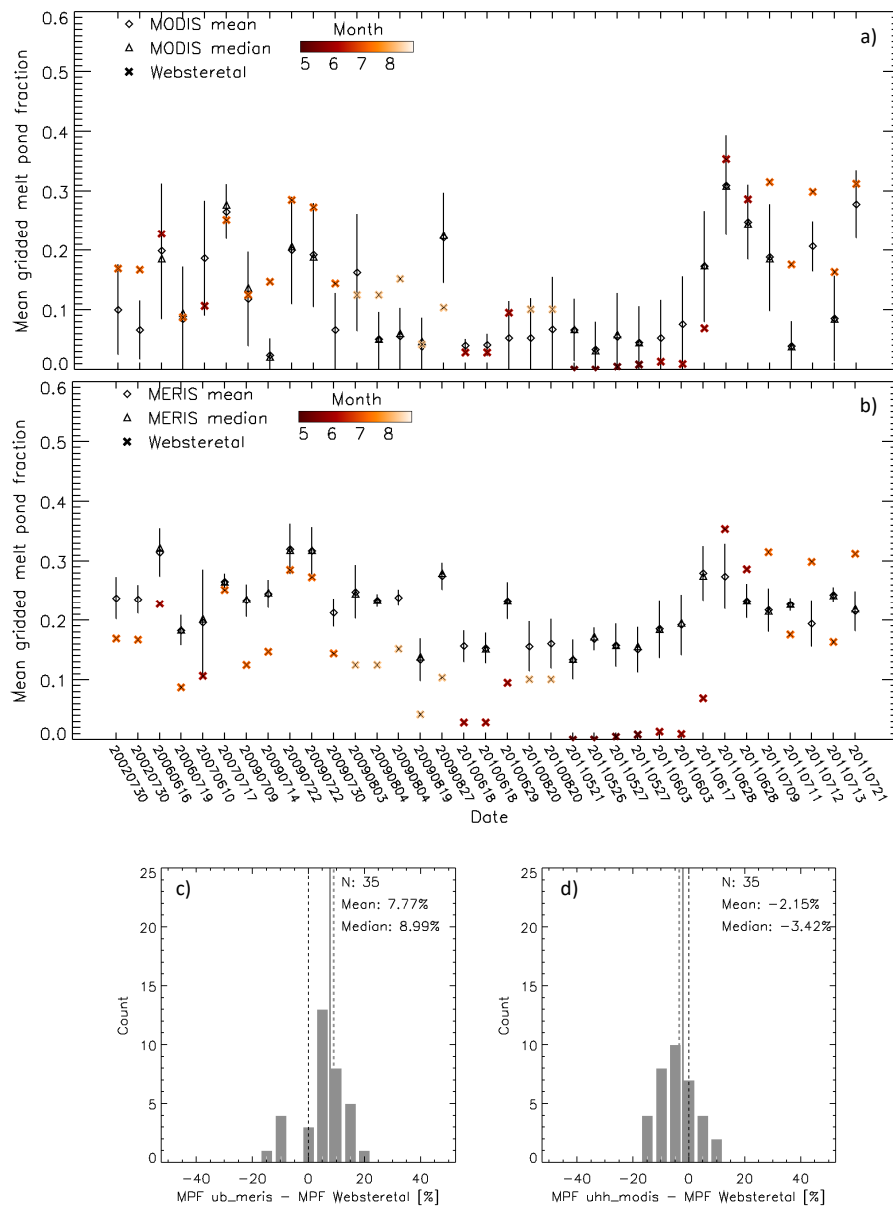 0.6
0.5
0.4
0.3
0.2
0.1
0.0
Mean gridded melt pond fraction
MODIS mean
MODIS median
Websteretal
Month
5 6 7 8
a)
0.6
0.5
0.4
0.3
0.2
0.1
0.0
Mean gridded melt pond fraction
MERIS mean
MERIS median
Websteretal
Month
5 6 7 8
b)
20020730
20020730
20060616
20060719
20070610
20070717
20090709
20090714
20090722
20090722
20090730
20090803
20090804
20090804
20090819
20090827
20100618
20100618
20100629
20100820
20100820
20110521
20110526
20110527
20110527
20110603
20110603
20110617
20110628
20110628
20110709
20110711
20110712
20110713
20110721
Date
c)
N: 35
Mean: 7.77%
Median: 8.99%
25
20
15
10
5
0
Count
-40 -20 0 20 40
MPF ub_meris - MPF Websteretal [%]
d)
N: 35
Mean: -2.15%
Median: -3.42%
25
20
15
10
5
0
Count
-40 -20 0 20 40
MPF uhh_modis - MPF Websteretal [%]